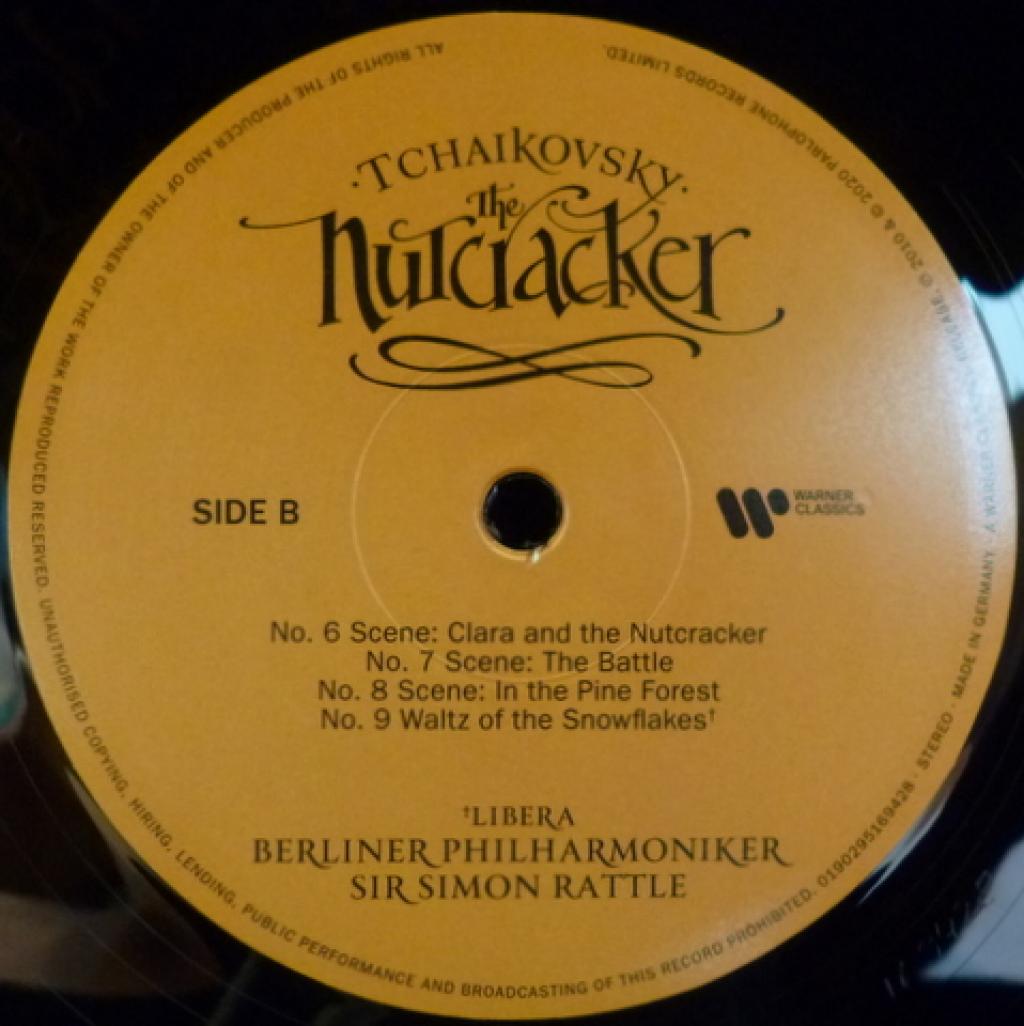 ·TCHAIKOVSKY·
The
Nutcracker
SIDE B
WARNER
CLASSICS
No. 6 Scene: Clara and the Nutcracker
No. 7 Scene: The Battle
No. 8 Scene: In the Pine Forest
No. 9 Waltz of the Snowflakes†
†LIBERA
BERLINER PHILHARMONIKER
SIR SIMON RATTLE
ALL RIGHTS OF THE PRODUCER AND OF THE OWNER OF THE WORK REPRODUCED RESERVED. UNAUTHORISED COPYING, HIRING, LENDING, PUBLIC PERFORMANCE AND BROADCASTING OF THIS RECORD PROHIBITED. 0190295169428 · STEREO · MADE IN GERMANY · A WARNER CLASSICS ℗ 2010 & © 2020 PARLOPHONE RECORDS LIMITED.